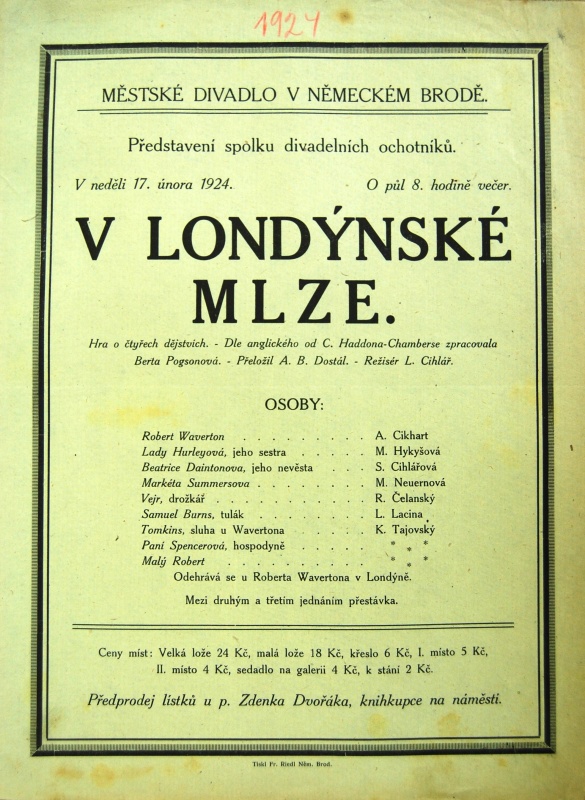 1924
MĚSTSKÉ DIVADLO V NĚMECKÉM BRODĚ.
Představení spolku divadelních ochotníků.
V neděli 17. února 1924. O půl 8. hodině večer.
V LONDÝNSKÉ
MLZE.
Hra o čtyřech dějstvích. - Dle anglického od C. Haddona-Chamberse zpracovala
Berta Pogsonová. - Přeložil A. B. Dostál. - Režisér L. Cihlář.
OSOBY:
Robert Waverton . . . . . . . . . A. Cikhart
Lady Hurleyová, jeho sestra . . . . . M. Hykyšová
Beatrice Daintonova, jeho nevěsta . . . S. Cihlářová
Markéta Summersova . . . . . . . . M. Neuernová
Vejr, drožkář . . . . . . . . . . . R. Čelanský
Samuel Burns, tulák . . . . . . . . L. Lacina
Tomkins, sluha u Wavertona . . . . . K. Tajovský
Pani Spencerová, hospodyně . . . . . * * *
Malý Robert . . . . . . . . . . * * *
Odehrává se u Roberta Wavertona v Londýně.
Mezi druhým a třetím jednáním přestávka.
Ceny míst: Velká lože 24 Kč, malá lože 18 Kč, křeslo 6 Kč, I. místo 5 Kč,
II. místo 4 Kč, sedadlo na galerii 4 Kč, k stání 2 Kč.
Předprodej lístků u p. Zdenka Dvořáka, knihkupce na náměstí.
Tiskl Fr. Riedl Něm. Brod.